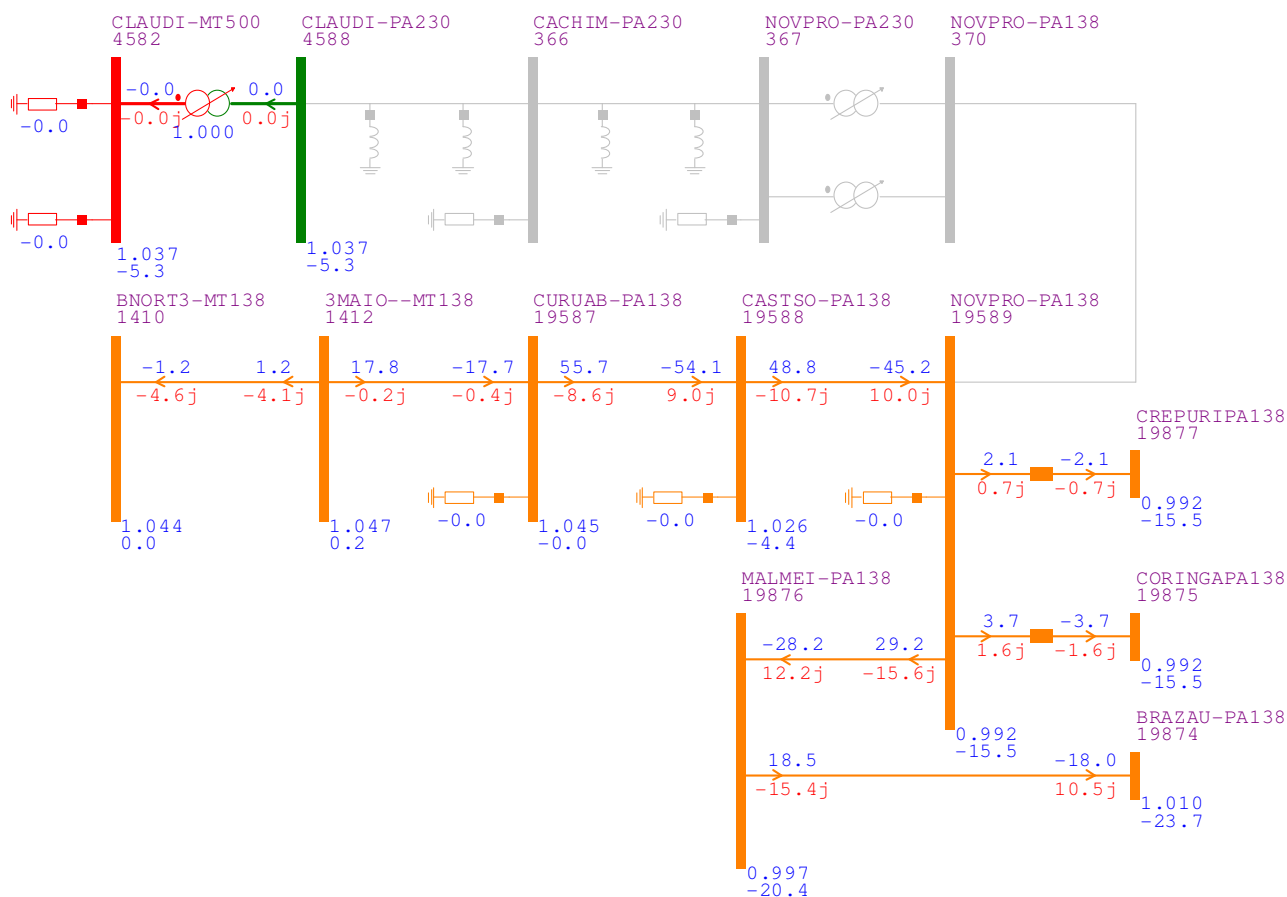 CLAUDI-MT500
4582
CLAUDI-PA230
4588
CACHIM-PA230
366
NOVPRO-PA230
367
NOVPRO-PA138
370
-0.0
0.0
-0.0j
0.0j
-0.0
1.000
-0.0
1.037
-5.3
1.037
-5.3
BNORT3-MT138
1410
3MAIO--MT138
1412
CURUAB-PA138
19587
CASTSO-PA138
19588
NOVPRO-PA138
19589
-1.2
1.2
17.8
-17.7
55.7
-54.1
48.8
-45.2
-4.6j
-4.1j
-0.2j
-0.4j
-8.6j
9.0j
-10.7j
10.0j
CREPURIPA138
19877
2.1
-2.1
0.7j
-0.7j
0.992
-15.5
-0.0
-0.0
-0.0
1.044
0.0
1.047
0.2
1.045
-0.0
1.026
-4.4
MALMEI-PA138
19876
CORINGAPA138
19875
3.7
-3.7
1.6j
-1.6j
-28.2
29.2
12.2j
-15.6j
0.992
-15.5
BRAZAU-PA138
19874
0.992
-15.5
18.5
-18.0
-15.4j
10.5j
1.010
-23.7
0.997
-20.4